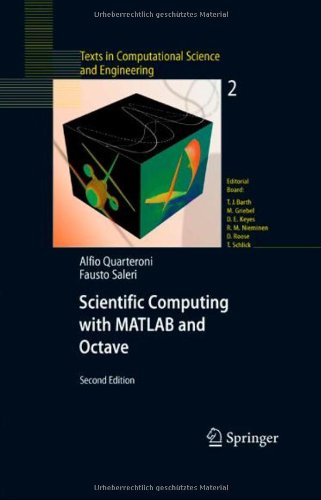 Urheberrechtlich geschütztes Material
Texts in Computational Science
and Engineering
2
Editorial
Board:
T. J. Barth
M. Griebel
D. E. Keyes
R. M. Nieminen
D. Roose
T. Schlick
Alfio Quarteroni
Fausto Saleri
Scientific Computing
with MATLAB and
Octave
Second Edition
Springer
Urheberrechtlich geschütztes Material